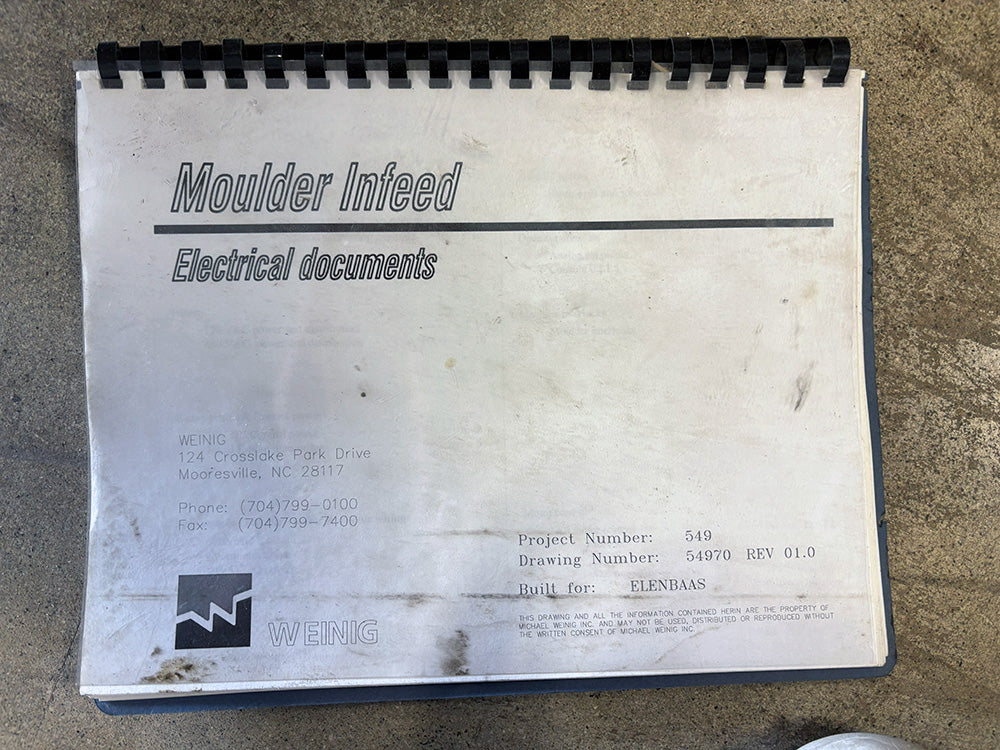 Moulder Infeed
Electrical documents
WEINIG
124 Crosslake Park Drive
Mooresville, NC 28117
Phone: (704)799-0100
Fax: (704)799-7400
Project Number: 549
Drawing Number: 54970 REV 01.0
Built for: ELENBAAS
THIS DRAWING AND ALL THE INFORMATION CONTAINED HERIN ARE THE PROPERTY OF
MICHAEL WEINIG INC. AND MAY NOT BE USED, DISTRIBUTED OR REPRODUCED WITHOUT
THE WRITTEN CONSENT OF MICHAEL WEINIG INC.
WEINIG